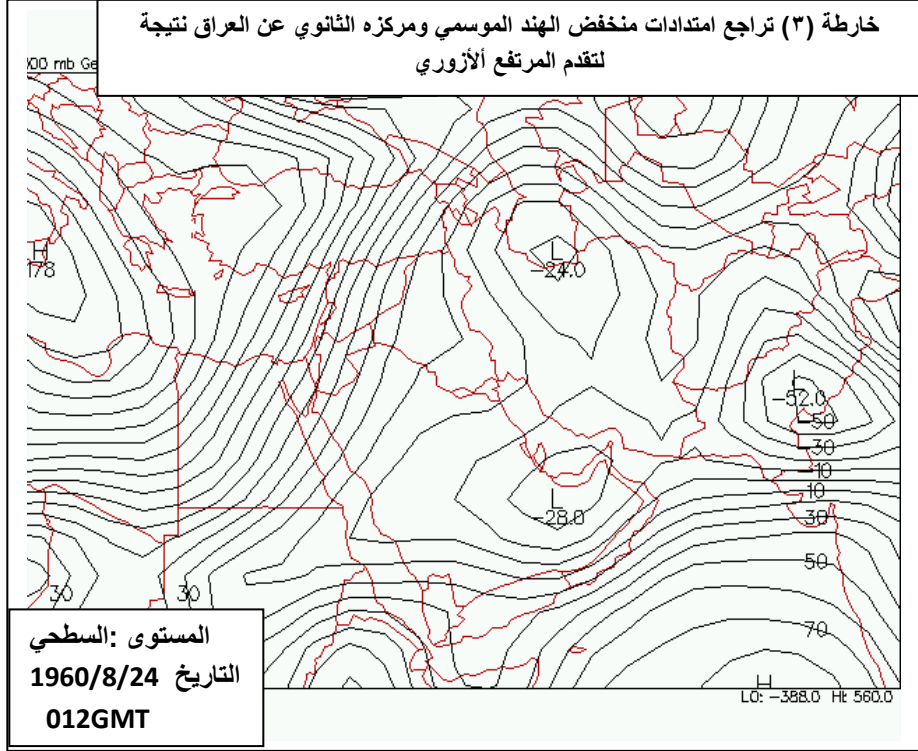 خارطة (٣) تراجع امتدادات منخفض الهند الموسمي ومركزه الثانوي عن العراق نتيجة
لتقدم المرتفع ألأزوري
00 mb Ge
H
178
L
-24.0
L
-52.0
-50
-30
-10
10
30
L
-28.0
50
30
30
70
H
LO: -388.0 HI: 560.0
المستوى :السطحي
التاريخ 1960/8/24
012GMT